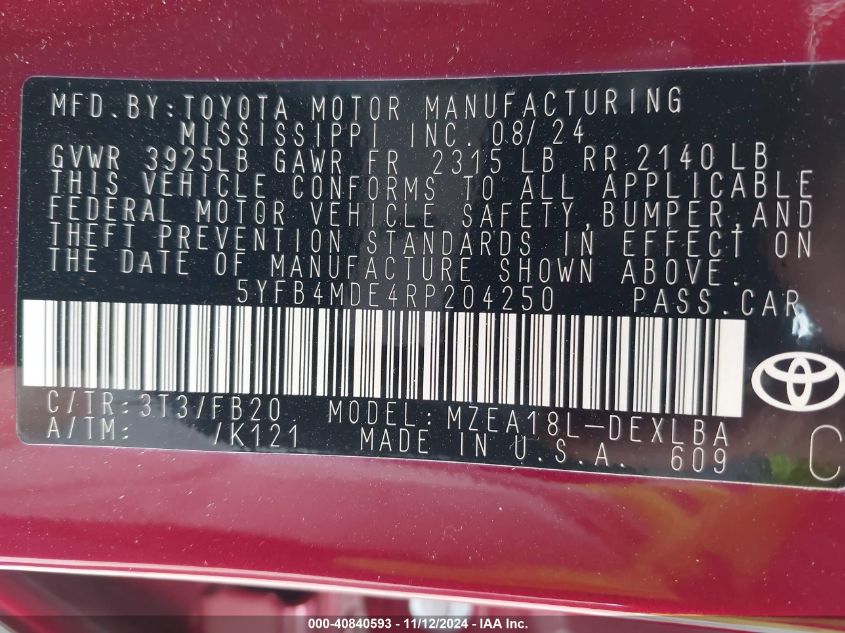 MFD. BY:TOYOTA MOTOR MANUFACTURING
MISSISSIPPI INC. 08/24
GVWR 3925LB GAWR FR 2315 LB RR 2140 LB
THIS VEHICLE CONFORMS TO ALL APPLICABLE
FEDERAL MOTOR VEHICLE SAFETY,BUMPER,AND
THEFT PREVENTION STANDARDS IN EFFECT ON
THE DATE OF MANUFACTURE SHOWN ABOVE.
5YFB4MDE4RP204250 PASS.CAR
C/TR:3T3/FB20 MODEL:MZEA18L-DEXLBA
A/TM: /K121 MADE IN U.S.A. 609
C
000-40840593 - 11/12/2024 - IAA Inc.